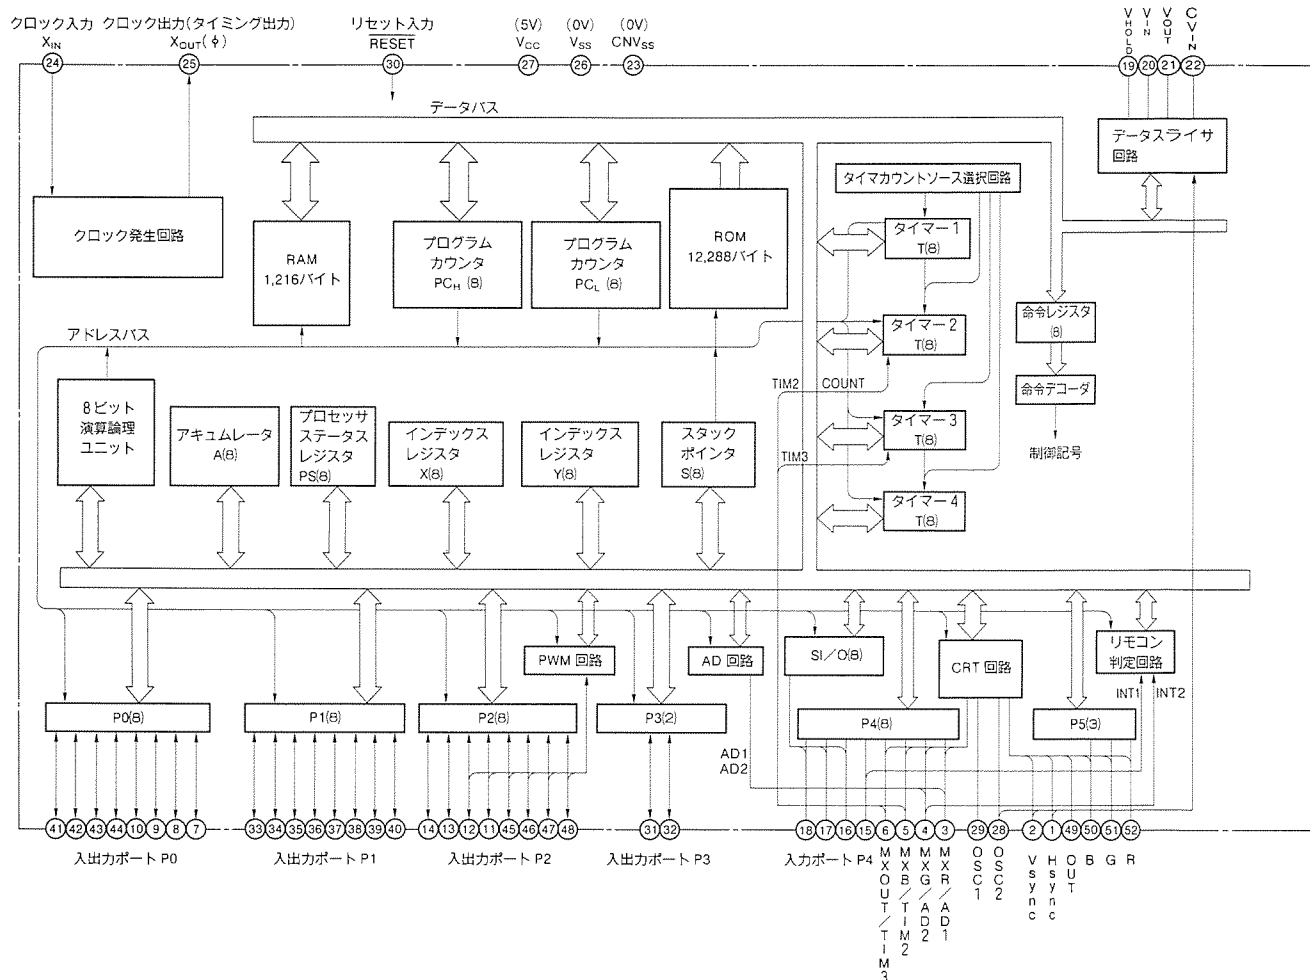 クロック入力
X_IN
24
クロック出力(タイミング出力)
X_OUT(φ)
25
リセット入力
RESET
30
(5V)
V_CC
27
(0V)
V_SS
26
(0V)
CNV_SS
23
V_HOLD
19
V_IN
20
V_OUT
21
CV_IN
22
データバス
データスライサ
回路
クロック発生回路
RAM
1,216バイト
プログラム
カウンタ
PC_H (8)
プログラム
カウンタ
PC_L (8)
ROM
12,288バイト
タイマカウントソース選択回路
タイマー1
T(8)
タイマー2
T(8)
TIM2
COUNT
タイマー3
T(8)
TIM3
タイマー4
T(8)
命令レジスタ
(8)
命令デコーダ
制御記号
アドレスバス
8ビット
演算論理
ユニット
アキュムレータ
A(8)
プロセッサ
ステータス
レジスタ
PS(8)
インデックス
レジスタ
X(8)
インデックス
レジスタ
Y(8)
スタック
ポインタ
S(8)
PWM 回路
AD 回路
SI/O(8)
CRT 回路
リモコン
判定回路
INT1
INT2
P0(8)
P1(8)
P2(8)
P3(2)
P4(8)
P5(3)
AD1
AD2
41 42 43 44 10 9 8 7
33 34 35 36 37 38 39 40
14 13 12 11 45 46 47 48
31 32
18 17 16 15 6 5 4 3
29 28
2 1 49 50 51 52
入出力ポート P0
入出力ポート P1
入出力ポート P2
入出力ポート P3
入力ポート P4
MXOUT/TIM3
MXB/TIM2
MXG/AD2
MXR/AD1
OSC1
OSC2
Vsync
Hsync
OUT
B
G
R